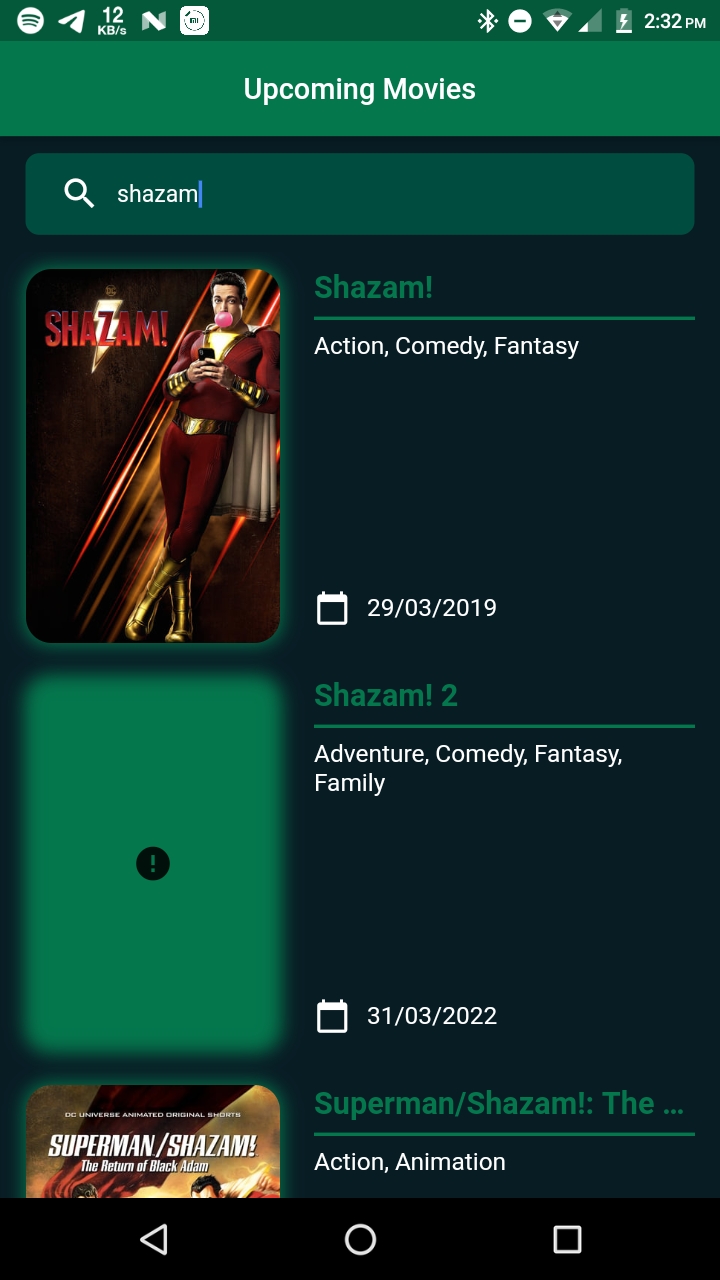 12
KB/s
2:32 PM
Upcoming Movies
shazam
DC
SHAZAM!
Shazam!
Action, Comedy, Fantasy
29/03/2019
Shazam! 2
Adventure, Comedy, Fantasy,
Family
31/03/2022
DC UNIVERSE ANIMATED ORIGINAL SHORTS
SUPERMAN/SHAZAM!
The Return of Black Adam
Superman/Shazam!: The ...
Action, Animation